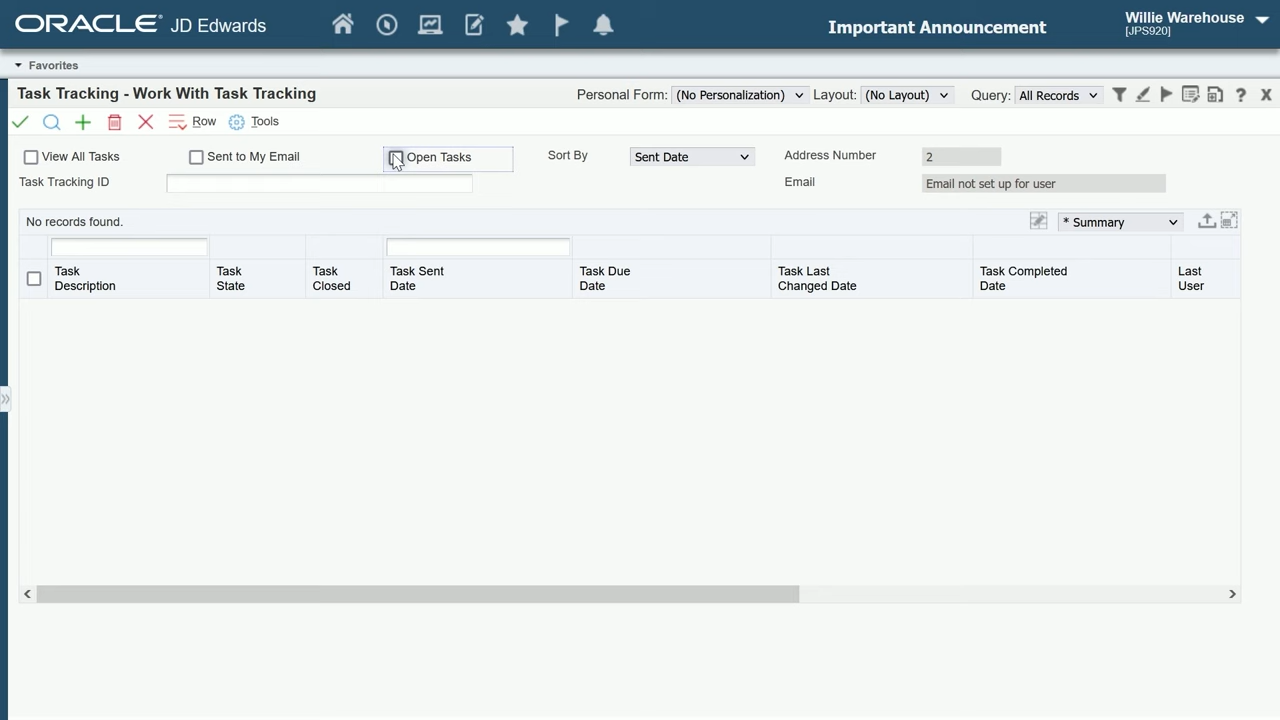 ORACLE JD Edwards
Important Announcement
Willie Warehouse
[JPS920]
Favorites
Task Tracking - Work With Task Tracking
Personal Form: (No Personalization) Layout: (No Layout) Query: All Records
Row Tools
View All Tasks Sent to My Email Open Tasks Sort By Sent Date Address Number 2
Task Tracking ID Email Email not set up for user
No records found. * Summary
Task Description
Task State
Task Closed
Task Sent Date
Task Due Date
Task Last Changed Date
Task Completed Date
Last User